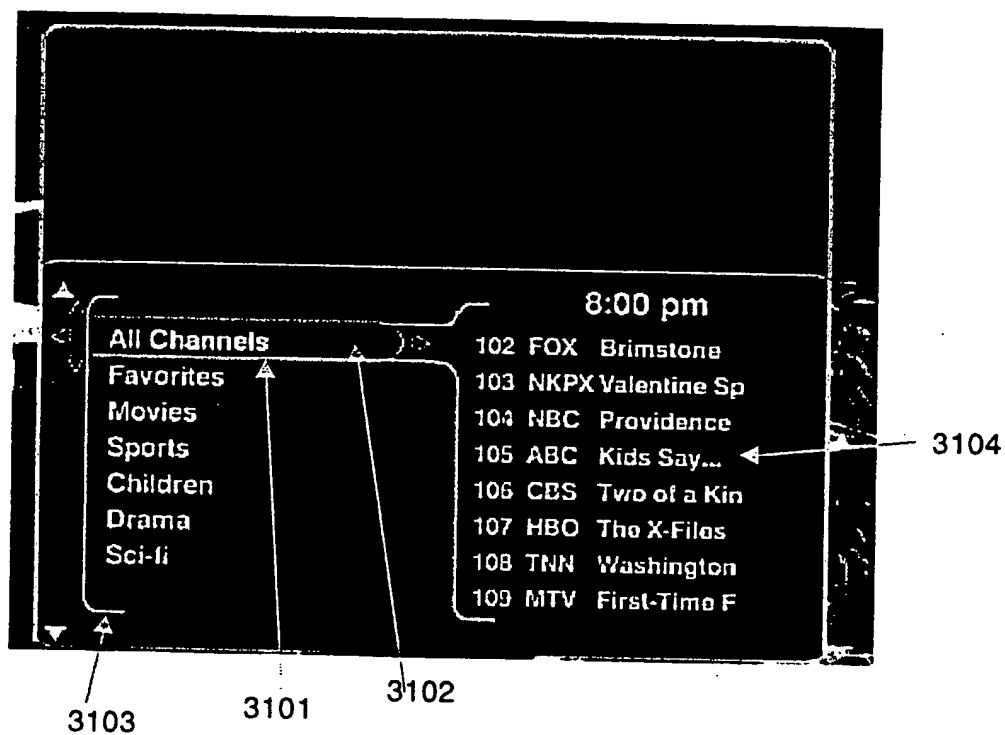 8:00 pm
All Channels
Favorites
Movies
Sports
Children
Drama
Sci-fi
102 FOX Brimstone
103 NKPX Valentine Sp
104 NBC Providence
105 ABC Kids Say...
106 CBS Two of a Kin
107 HBO The X-Files
108 TNN Washington
109 MTV First-Time F
3104
3103
3101
3102